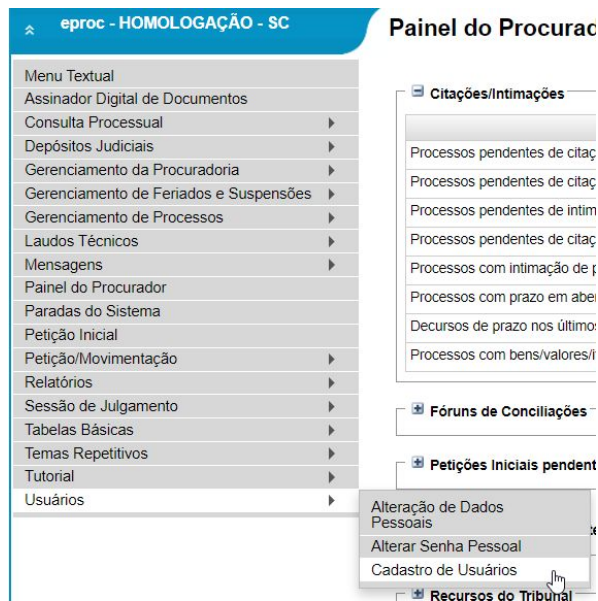 eproc - HOMOLOGAÇÃO - SC
Menu Textual
Assinador Digital de Documentos
Consulta Processual
Depósitos Judiciais
Gerenciamento da Procuradoria
Gerenciamento de Feriados e Suspensões
Gerenciamento de Processos
Laudos Técnicos
Mensagens
Painel do Procurador
Paradas do Sistema
Petição Inicial
Petição/Movimentação
Relatórios
Sessão de Julgamento
Tabelas Básicas
Temas Repetitivos
Tutorial
Usuários
Alteração de Dados
Pessoais
Alterar Senha Pessoal
Cadastro de Usuários
Painel do Procurad
Citações/Intimações
Processos pendentes de citaç
Processos pendentes de citaç
Processos pendentes de intim
Processos pendentes de citaç
Processos com intimação de p
Processos com prazo em aber
Decursos de prazo nos último
Processos com bens/valores/i
Fóruns de Conciliações
Petições Iniciais pendent
Recursos do Tribunal